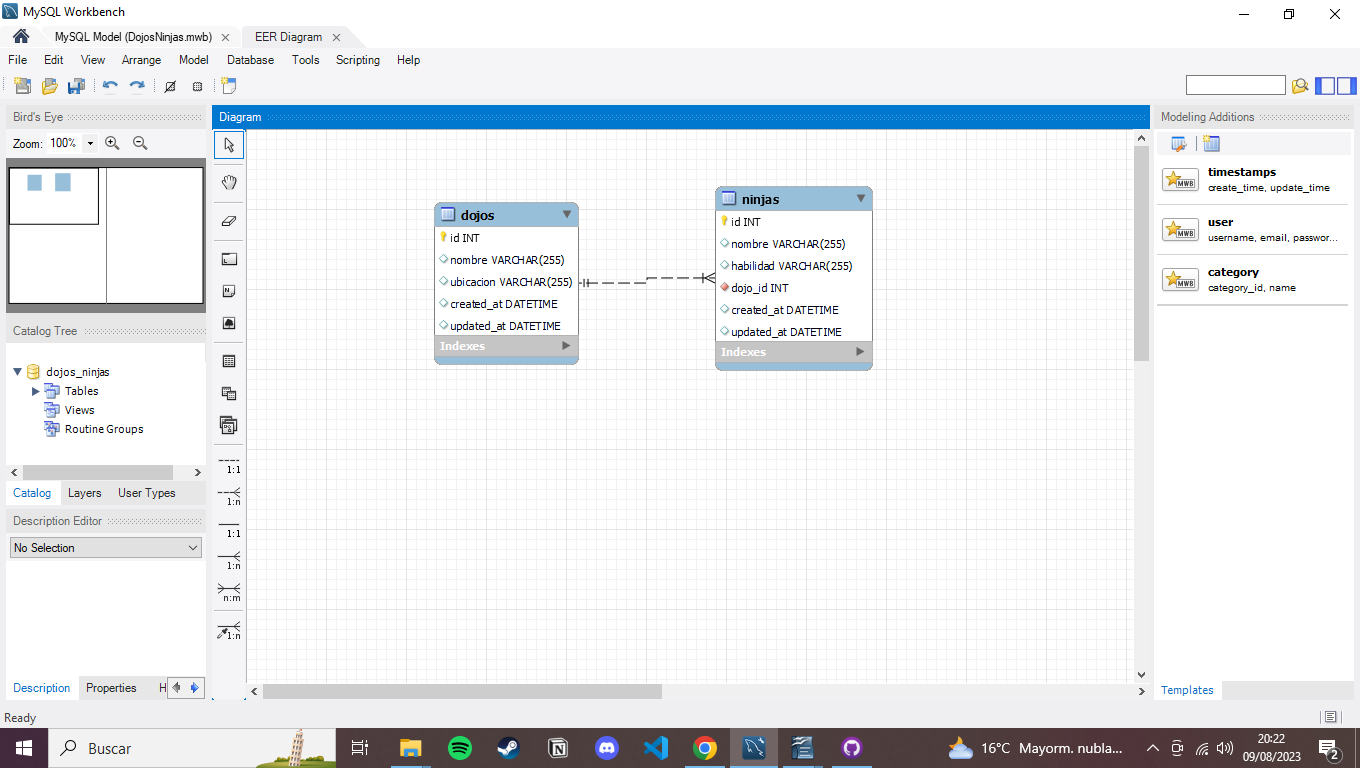 MySQL Workbench
MySQL Model (DojosNinjas.mwb)
EER Diagram
File Edit View Arrange Model Database Tools Scripting Help
Bird's Eye
Zoom: 100%
Catalog Tree
dojos_ninjas
Tables
Views
Routine Groups
Catalog Layers User Types
Description Editor
No Selection
Description Properties H
Ready
Diagram
1:1
1:n
1:1
1:n
n:m
1:n
dojos
id INT
nombre VARCHAR(255)
ubicacion VARCHAR(255)
created_at DATETIME
updated_at DATETIME
Indexes
ninjas
id INT
nombre VARCHAR(255)
habilidad VARCHAR(255)
dojo_id INT
created_at DATETIME
updated_at DATETIME
Indexes
Modeling Additions
MWB
timestamps
create_time, update_time
MWB
user
username, email, passwor...
MWB
category
category_id, name
Templates
Buscar
16°C Mayorm. nubla...
20:22
09/08/2023
2